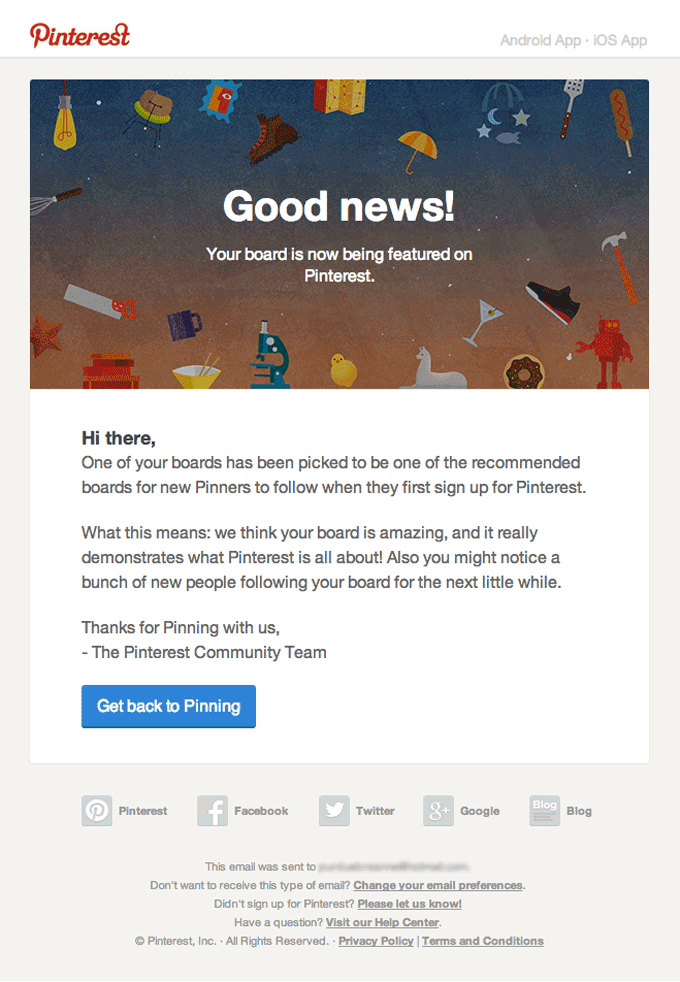 Pinterest
Android App · iOS App
Good news!
Your board is now being featured on
Pinterest.
Hi there,
One of your boards has been picked to be one of the recommended
boards for new Pinners to follow when they first sign up for Pinterest.
What this means: we think your board is amazing, and it really
demonstrates what Pinterest is all about! Also you might notice a
bunch of new people following your board for the next little while.
Thanks for Pinning with us,
- The Pinterest Community Team
Get back to Pinning
Pinterest Facebook Twitter g+ Google Blog Blog
This email was sent to
Don't want to receive this type of email? Change your email preferences.
Didn't sign up for Pinterest? Please let us know!
Have a question? Visit our Help Center.
© Pinterest, Inc. · All Rights Reserved. · Privacy Policy | Terms and Conditions